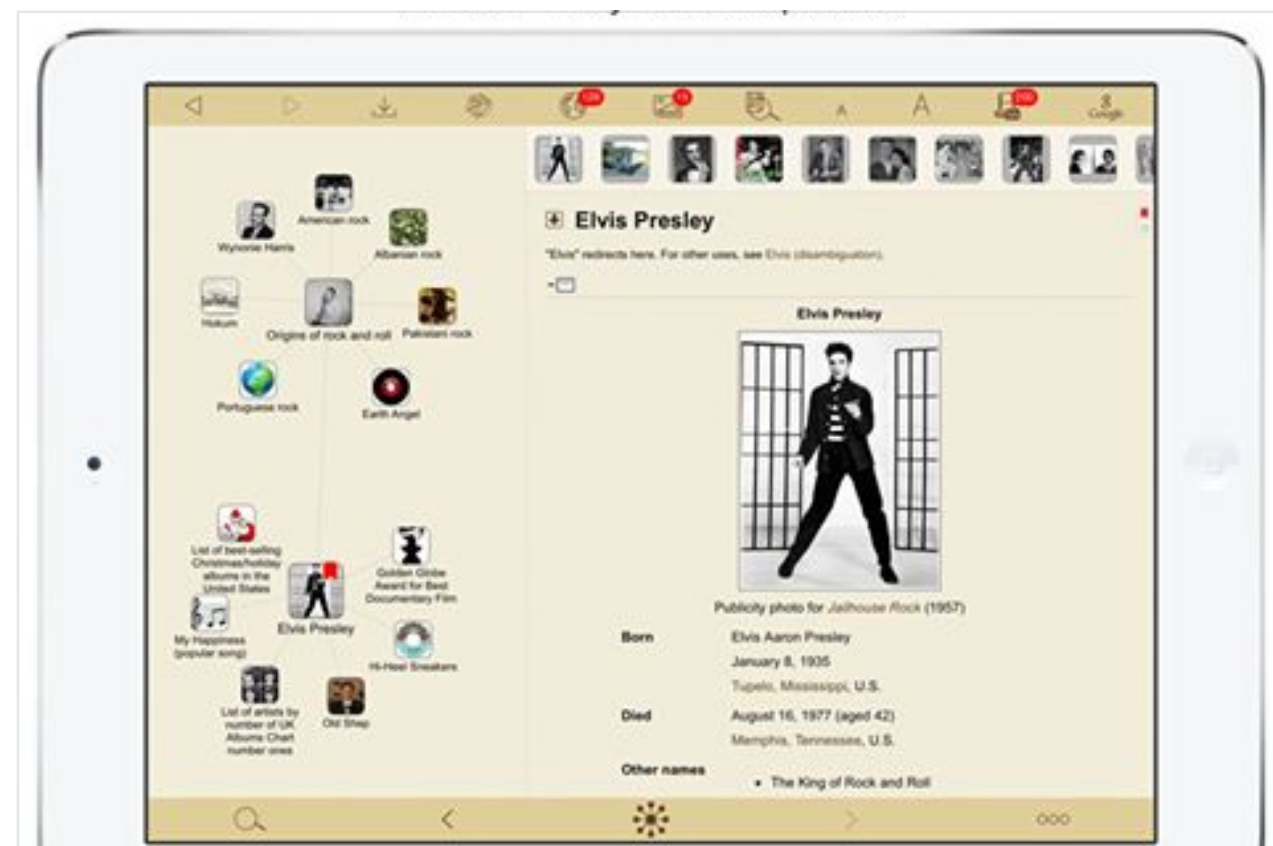 Google
American rock
Wynonie Harris
Albanian rock
Hokum
Origins of rock and roll
Pakistani rock
Portuguese rock
Earth Angel
List of best-selling
Christmas/holiday
albums in the
United States
Golden Globe
Award for Best
Documentary Film
Elvis Presley
My Happiness
(popular song)
Hi-Heel Sneakers
List of artists by
number of UK
Albums Chart
number ones
Old Shep
Elvis Presley
"Elvis" redirects here. For other uses, see Elvis (disambiguation).
Elvis Presley
Publicity photo for Jailhouse Rock (1957)
Born Elvis Aaron Presley
January 8, 1935
Tupelo, Mississippi, U.S.
Died August 16, 1977 (aged 42)
Memphis, Tennessee, U.S.
Other names • The King of Rock and Roll